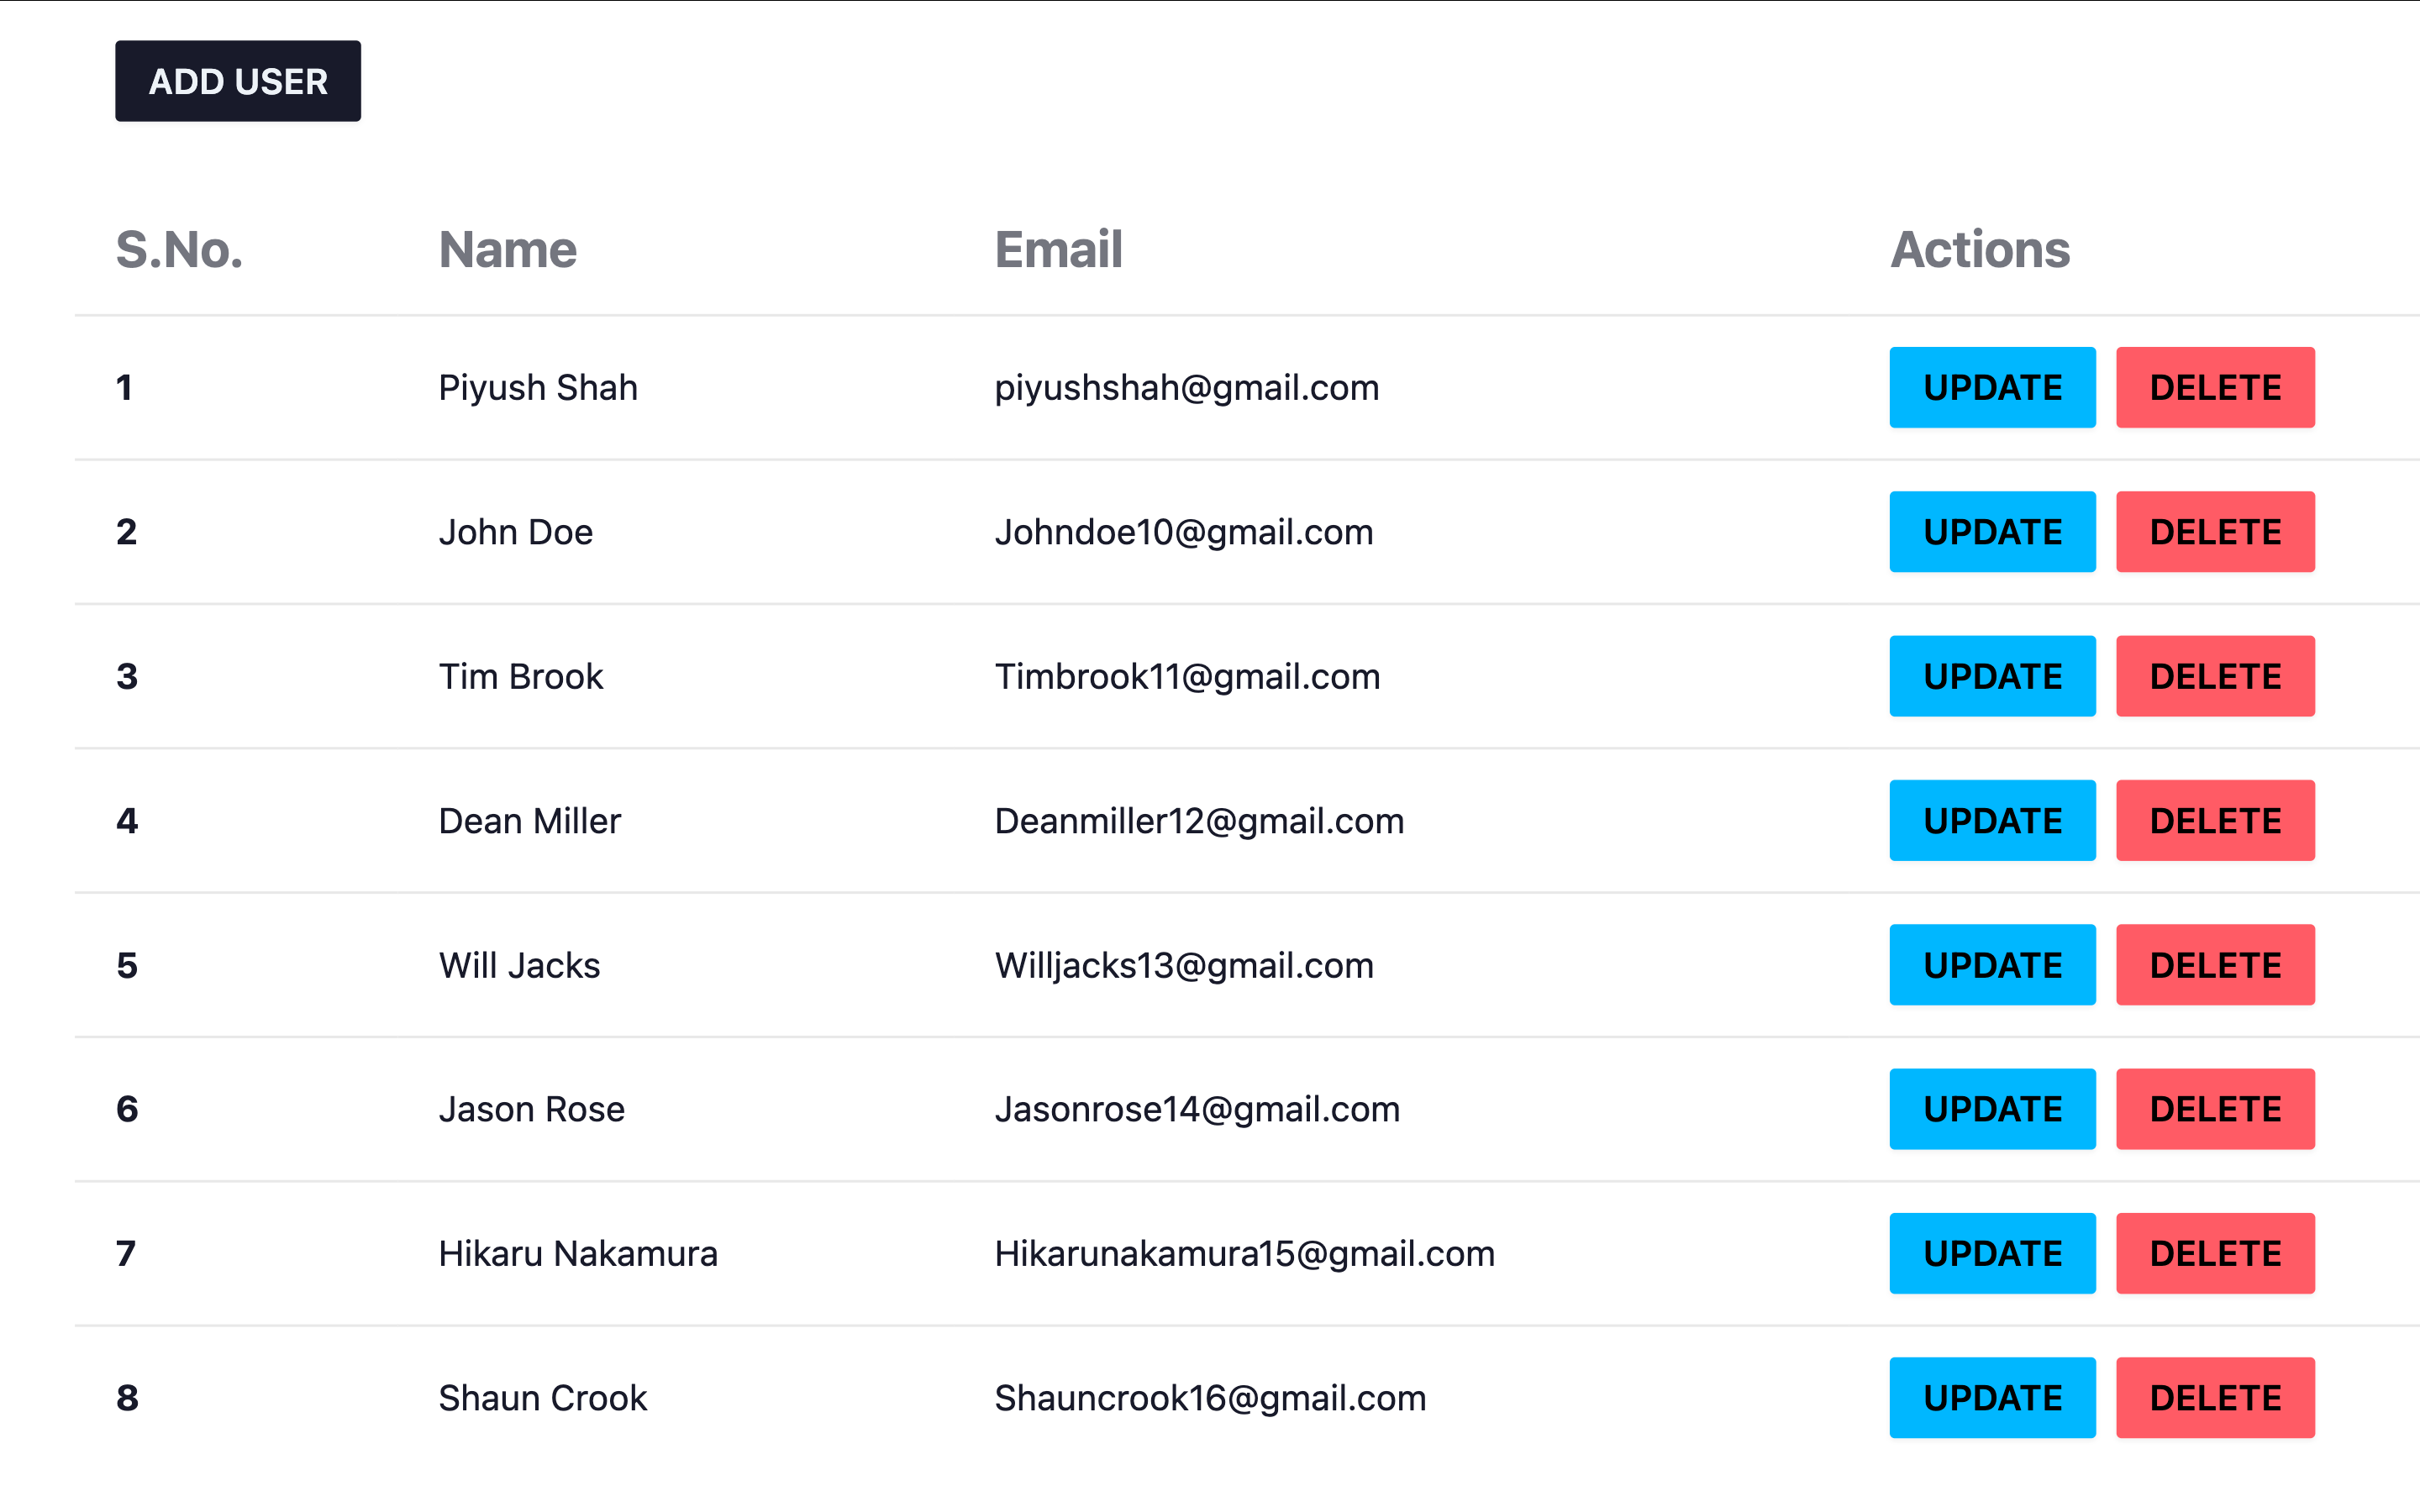 ADD USER
S.No. Name Email Actions
1 Piyush Shah piyushshah@gmail.com UPDATE DELETE
2 John Doe Johndoe10@gmail.com UPDATE DELETE
3 Tim Brook Timbrook11@gmail.com UPDATE DELETE
4 Dean Miller Deanmiller12@gmail.com UPDATE DELETE
5 Will Jacks Willjacks13@gmail.com UPDATE DELETE
6 Jason Rose Jasonrose14@gmail.com UPDATE DELETE
7 Hikaru Nakamura Hikarunakamura15@gmail.com UPDATE DELETE
8 Shaun Crook Shauncrook16@gmail.com UPDATE DELETE